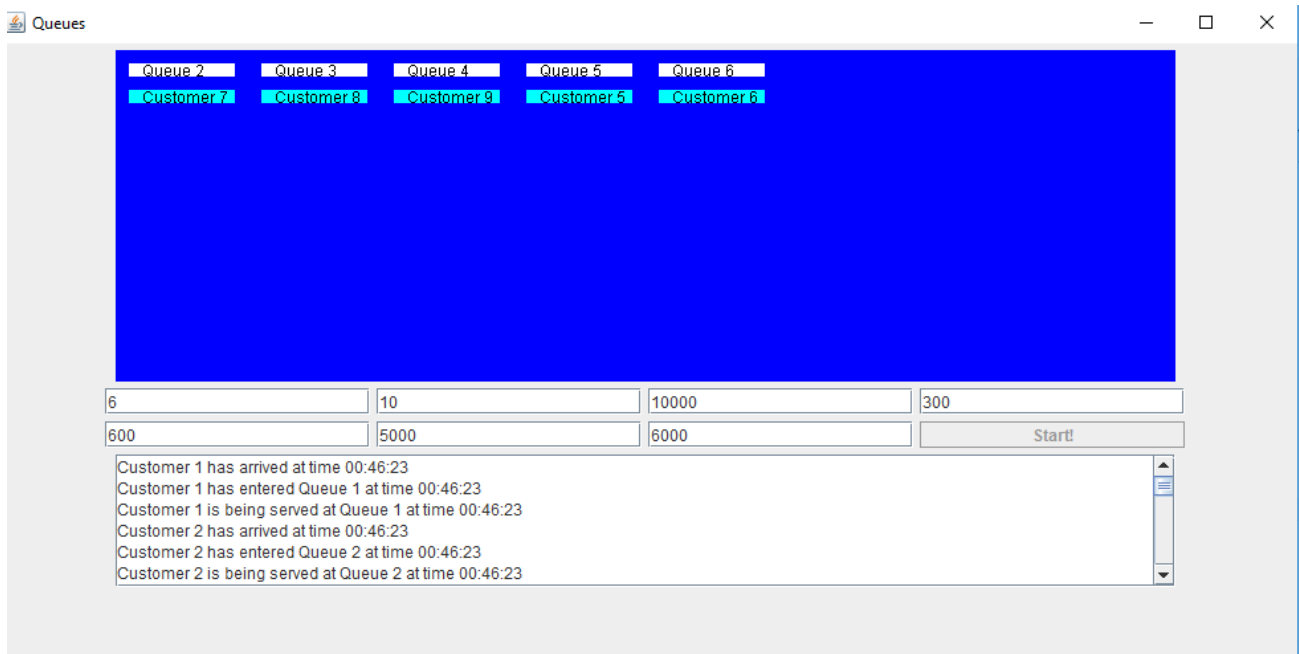 Queues
Queue 2 Queue 3 Queue 4 Queue 5 Queue 6
Customer 7 Customer 8 Customer 9 Customer 5 Customer 6
6 10 10000 300
600 5000 6000 Start!
Customer 1 has arrived at time 00:46:23
Customer 1 has entered Queue 1 at time 00:46:23
Customer 1 is being served at Queue 1 at time 00:46:23
Customer 2 has arrived at time 00:46:23
Customer 2 has entered Queue 2 at time 00:46:23
Customer 2 is being served at Queue 2 at time 00:46:23